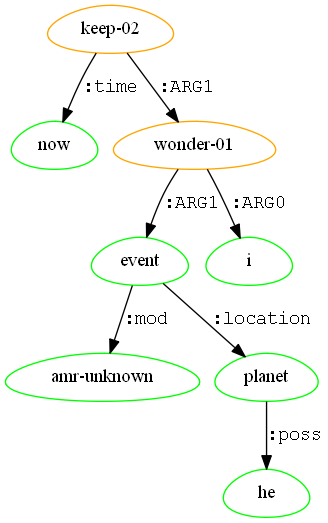 keep-02
:time :ARG1
now wonder-01
:ARG1 :ARG0
event i
:mod :location
amr-unknown planet
:poss
he